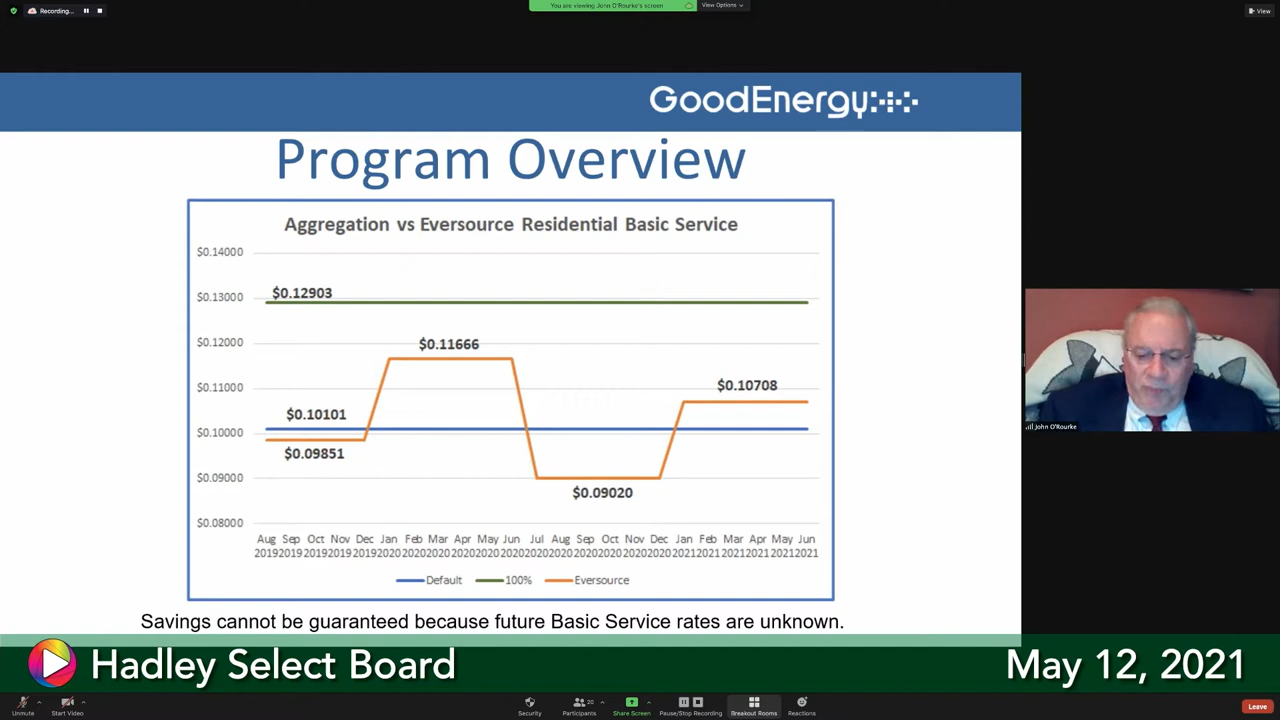 Recording...
You are viewing John O'Rourke's screen
View Options
View
GoodEnergy
Program Overview
Aggregation vs Eversource Residential Basic Service
$0.14000
$0.13000
$0.12000
$0.11000
$0.10000
$0.09000
$0.08000
$0.12903
$0.11666
$0.10708
$0.10101
$0.09851
$0.09020
Aug Sep Oct Nov Dec Jan Feb Mar Apr May Jun Jul Aug Sep Oct Nov Dec Jan Feb Mar Apr May Jun
2019 2019 2019 2019 2019 2020 2020 2020 2020 2020 2020 2020 2020 2020 2020 2020 2020 2021 2021 2021 2021 2021 2021
Default 100% Eversource
Savings cannot be guaranteed because future Basic Service rates are unknown.
John O'Rourke
Hadley Select Board
May 12, 2021
Unmute
Start Video
Security
Participants
20
Share Screen
Pause/Stop Recording
Breakout Rooms
Reactions
Leave